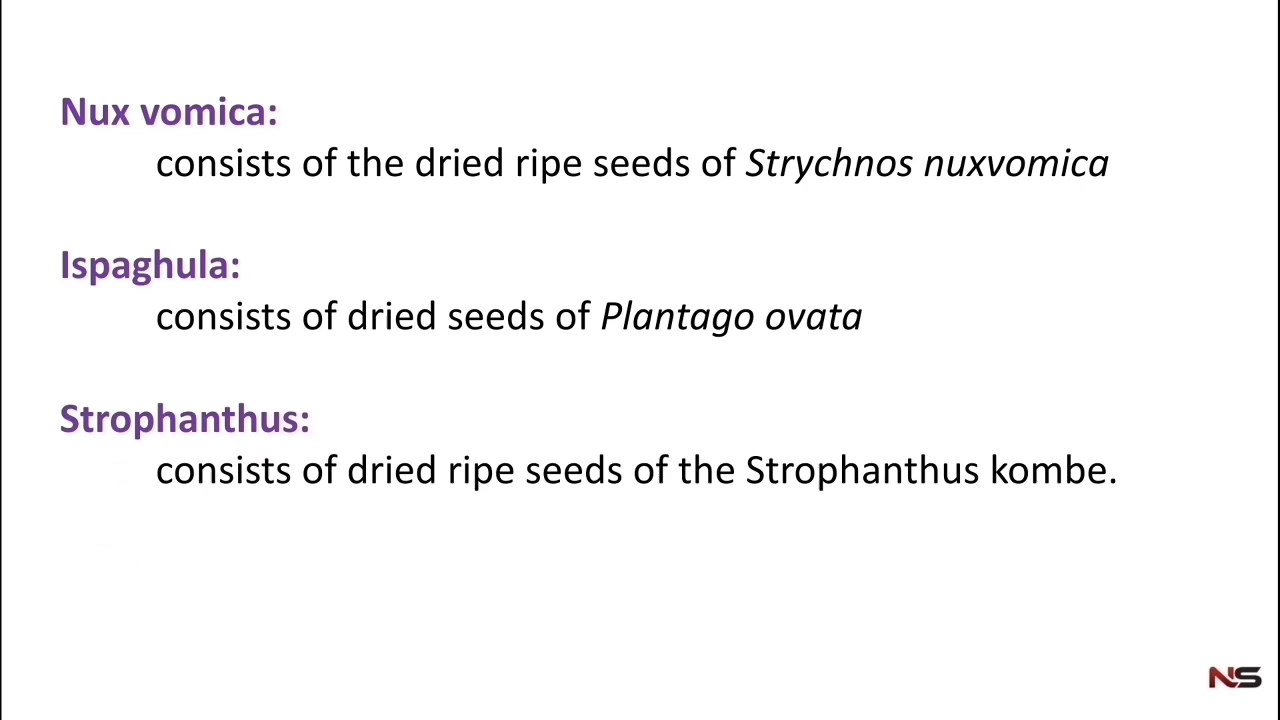 Nux vomica:
consists of the dried ripe seeds of Strychnos nuxvomica
Ispaghula:
consists of dried seeds of Plantago ovata
Strophanthus:
consists of dried ripe seeds of the Strophanthus kombe.
NS